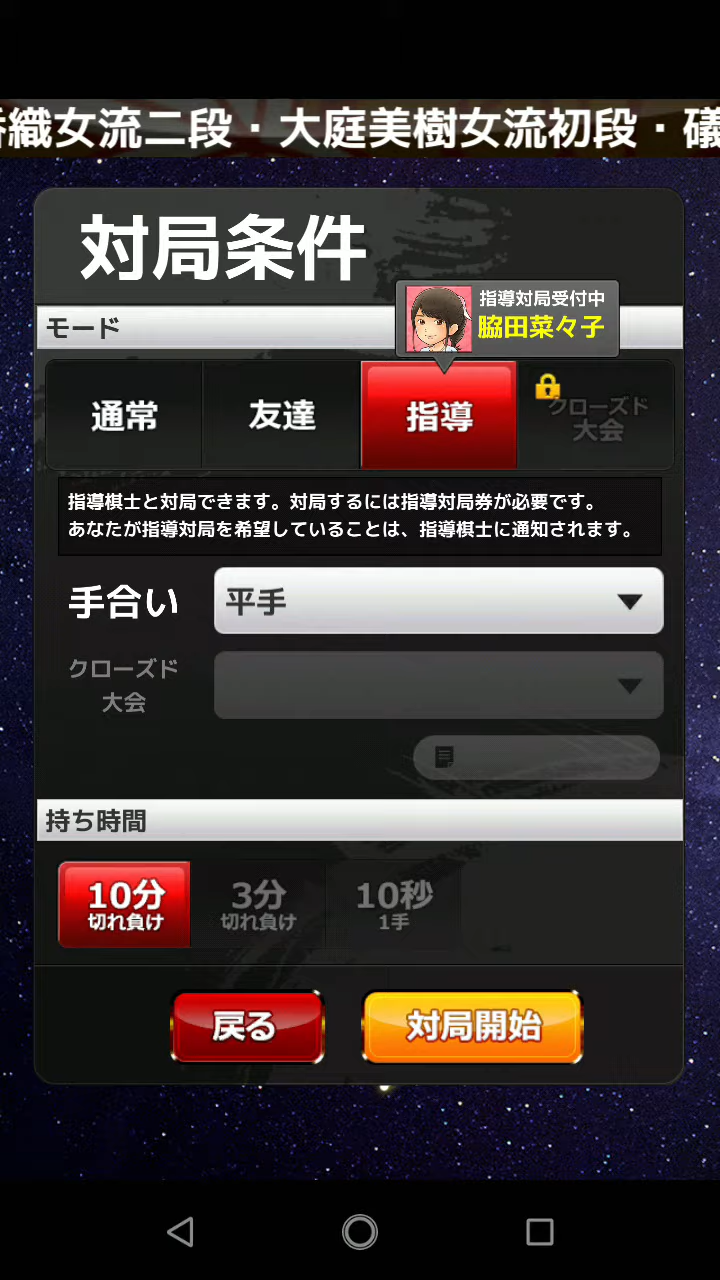 織女流二段・大庭美樹女流初段・礒
対局条件
指導対局受付中
脇田菜々子
モード
通常
友達
指導
クローズド
大会
指導棋士と対局できます。対局するには指導対局券が必要です。
あなたが指導対局を希望していることは、指導棋士に通知されます。
手合い
平手
クローズド
大会
持ち時間
10分
切れ負け
3分
切れ負け
10秒
1手
戻る
対局開始